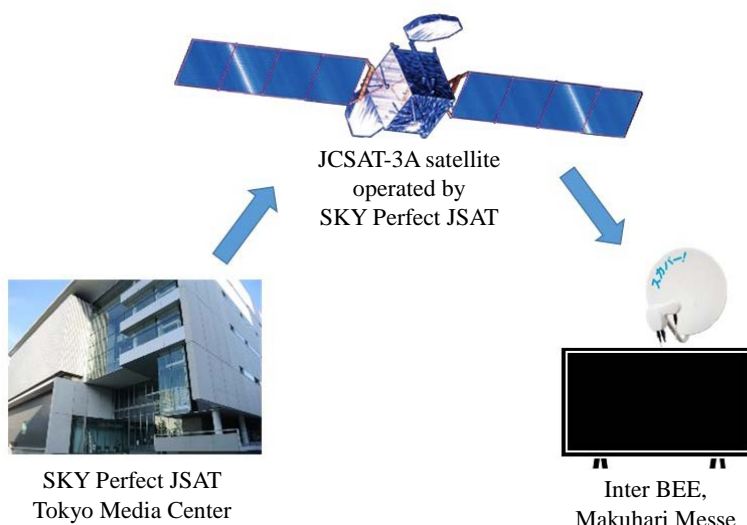 JCSAT-3A satellite
operated by
SKY Perfect JSAT
スカパー!
SKY Perfect JSAT
Tokyo Media Center
Inter BEE,
Makuhari Messe